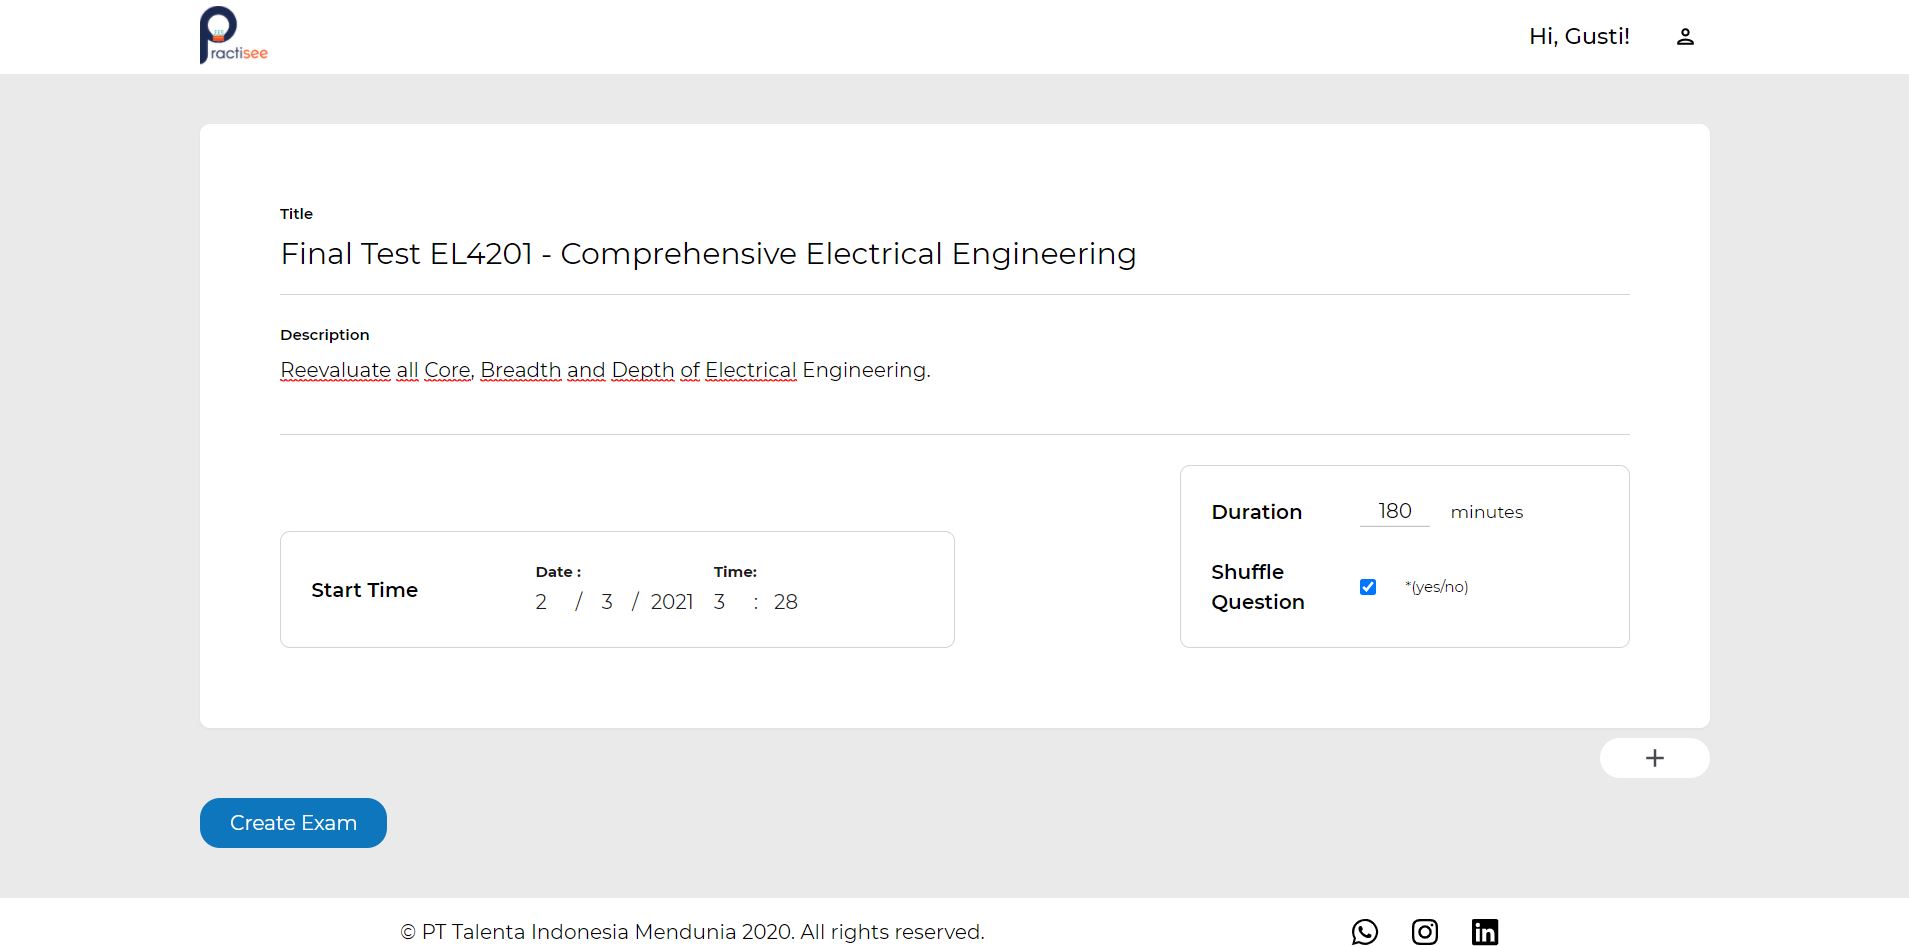 Practisee
Hi, Gusti!
Title
Final Test EL4201 - Comprehensive Electrical Engineering
Description
Reevaluate all Core, Breadth and Depth of Electrical Engineering.
Start Time
Date :
Time:
2 / 3 / 2021 3 : 28
Duration 180 minutes
Shuffle
Question
*(yes/no)
+
Create Exam
© PT Talenta Indonesia Mendunia 2020. All rights reserved.
in